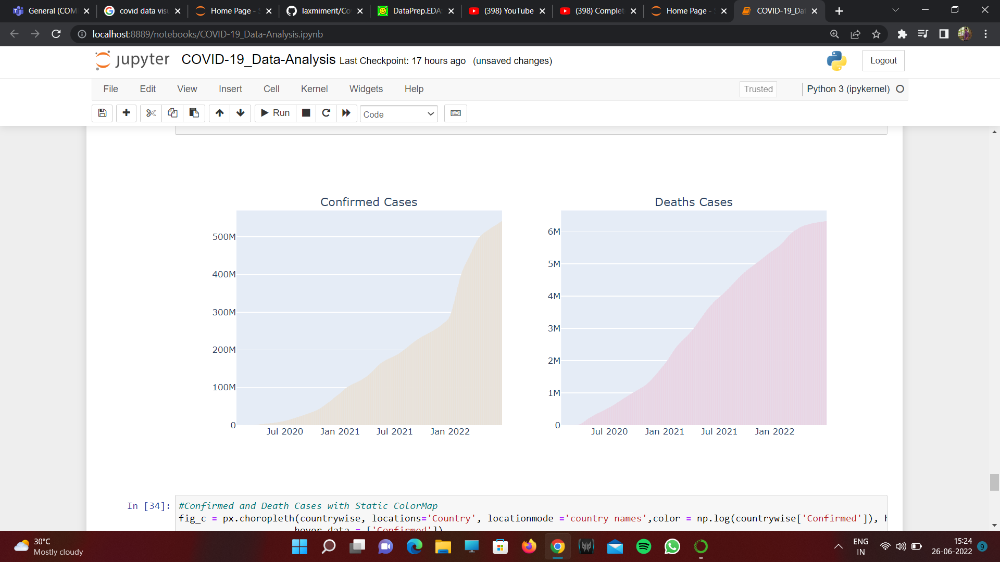 General (COM
covid data visu
Home Page - S
laxmimerit/Co
DataPrep.EDA
(398) YouTube
(398) Complet
Home Page - S
COVID-19_Dat
localhost:8889/notebooks/COVID-19_Data-Analysis.ipynb
jupyter COVID-19_Data-Analysis Last Checkpoint: 17 hours ago (unsaved changes)
Logout
File Edit View Insert Cell Kernel Widgets Help
Trusted
Python 3 (ipykernel)
Run
Code
Confirmed Cases
500M
400M
300M
200M
100M
0
Jul 2020 Jan 2021 Jul 2021 Jan 2022
Deaths Cases
6M
5M
4M
3M
2M
1M
0
Jul 2020 Jan 2021 Jul 2021 Jan 2022
In [34]:
#Confirmed and Death Cases with Static ColorMap
fig_c = px.choropleth(countrywise, locations='Country', locationmode ='country names',color = np.log(countrywise['Confirmed']), h
hover_data = ['Confirmed'])
30°C
Mostly cloudy
ENG
IN
15:24
26-06-2022
9